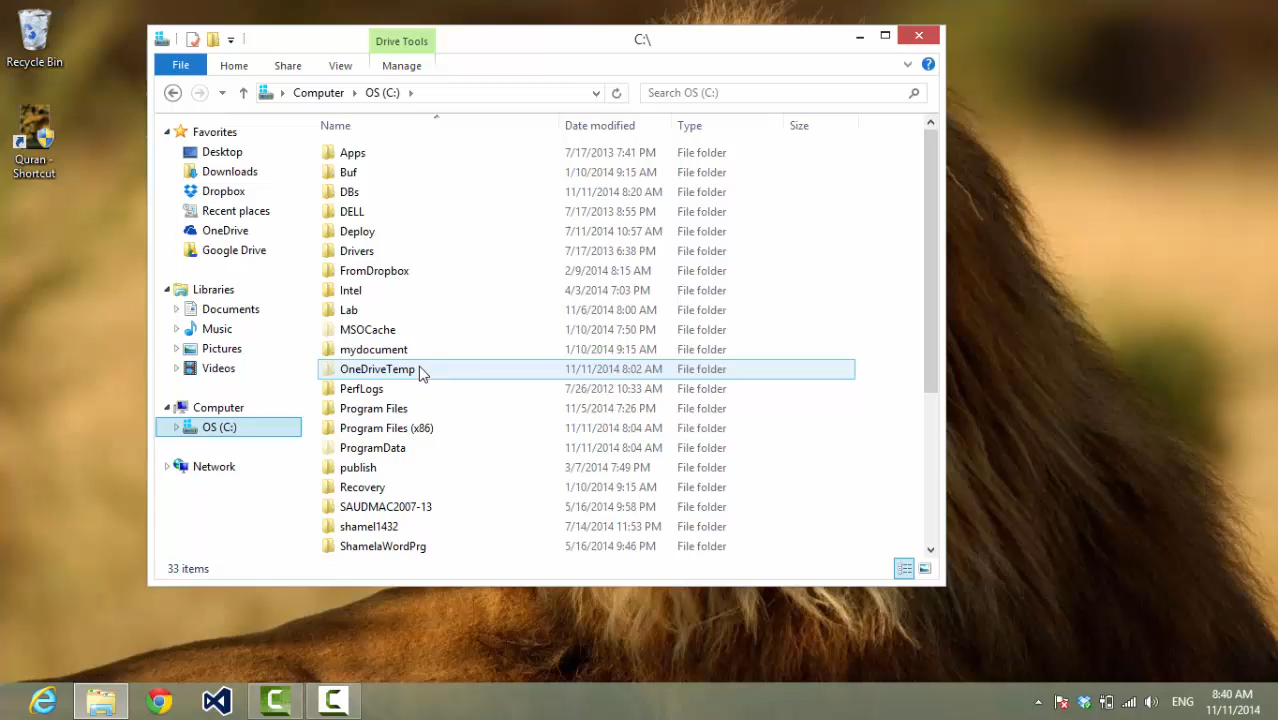 Recycle Bin
Quran -
Shortcut
Drive Tools
C:\
File
Home
Share
View
Manage
Computer
OS (C:)
Search OS (C:)
Name
Date modified
Type
Size
Favorites
Desktop
Downloads
Dropbox
Recent places
OneDrive
Google Drive
Libraries
Documents
Music
Pictures
Videos
Computer
OS (C:)
Network
Apps 7/17/2013 7:41 PM File folder
Buf 1/10/2014 9:15 AM File folder
DBs 11/11/2014 8:20 AM File folder
DELL 7/17/2013 8:55 PM File folder
Deploy 7/11/2014 10:57 AM File folder
Drivers 7/17/2013 6:38 PM File folder
FromDropbox 2/9/2014 8:15 AM File folder
Intel 4/3/2014 7:03 PM File folder
Lab 11/6/2014 8:00 AM File folder
MSOCache 1/10/2014 7:50 PM File folder
mydocument 1/10/2014 9:15 AM File folder
OneDriveTemp 11/11/2014 8:02 AM File folder
PerfLogs 7/26/2012 10:33 AM File folder
Program Files 11/5/2014 7:26 PM File folder
Program Files (x86) 11/11/2014 8:04 AM File folder
ProgramData 11/11/2014 8:04 AM File folder
publish 3/7/2014 7:49 PM File folder
Recovery 1/10/2014 9:15 AM File folder
SAUDMAC2007-13 5/16/2014 9:58 PM File folder
shamel1432 7/14/2014 11:53 PM File folder
ShamelaWordPrg 5/16/2014 9:46 PM File folder
33 items
ENG
8:40 AM
11/11/2014